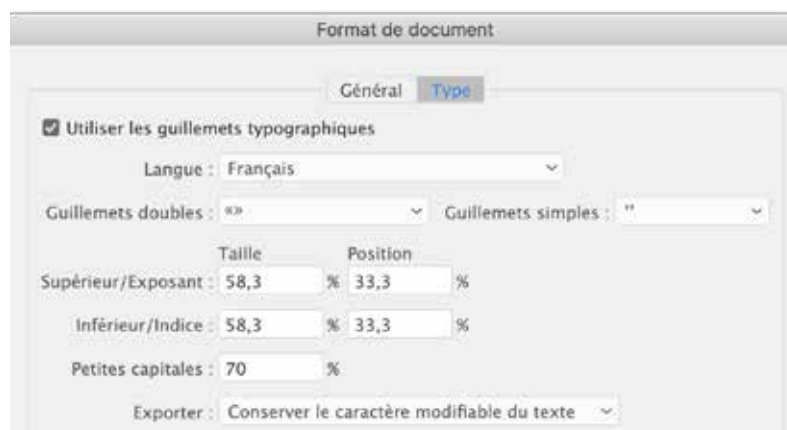 Format de document
Général Type
Utiliser les guillemets typographiques
Langue : Français
Guillemets doubles : «» Guillemets simples : ''
Taille Position
Supérieur/Exposant : 58,3 % 33,3 %
Inférieur/Indice : 58,3 % 33,3 %
Petites capitales : 70 %
Exporter : Conserver le caractère modifiable du texte